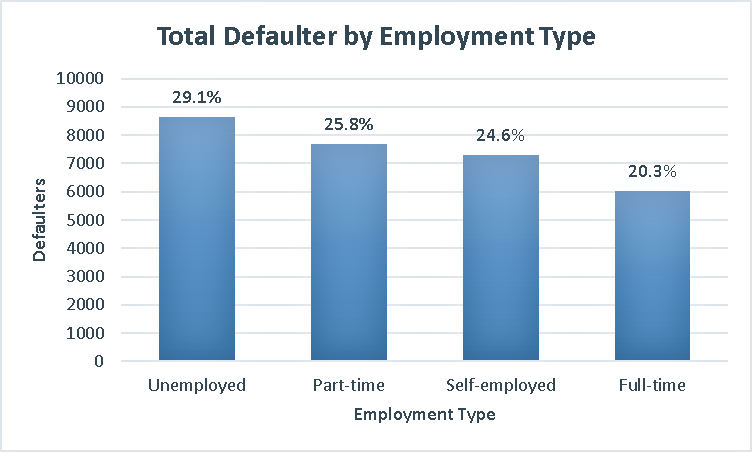 Total Defaulter by Employment Type
10000
9000
8000
7000
6000
5000
4000
3000
2000
1000
0
Defaulters
29.1%
25.8%
24.6%
20.3%
Unemployed
Part-time
Self-employed
Full-time
Employment Type